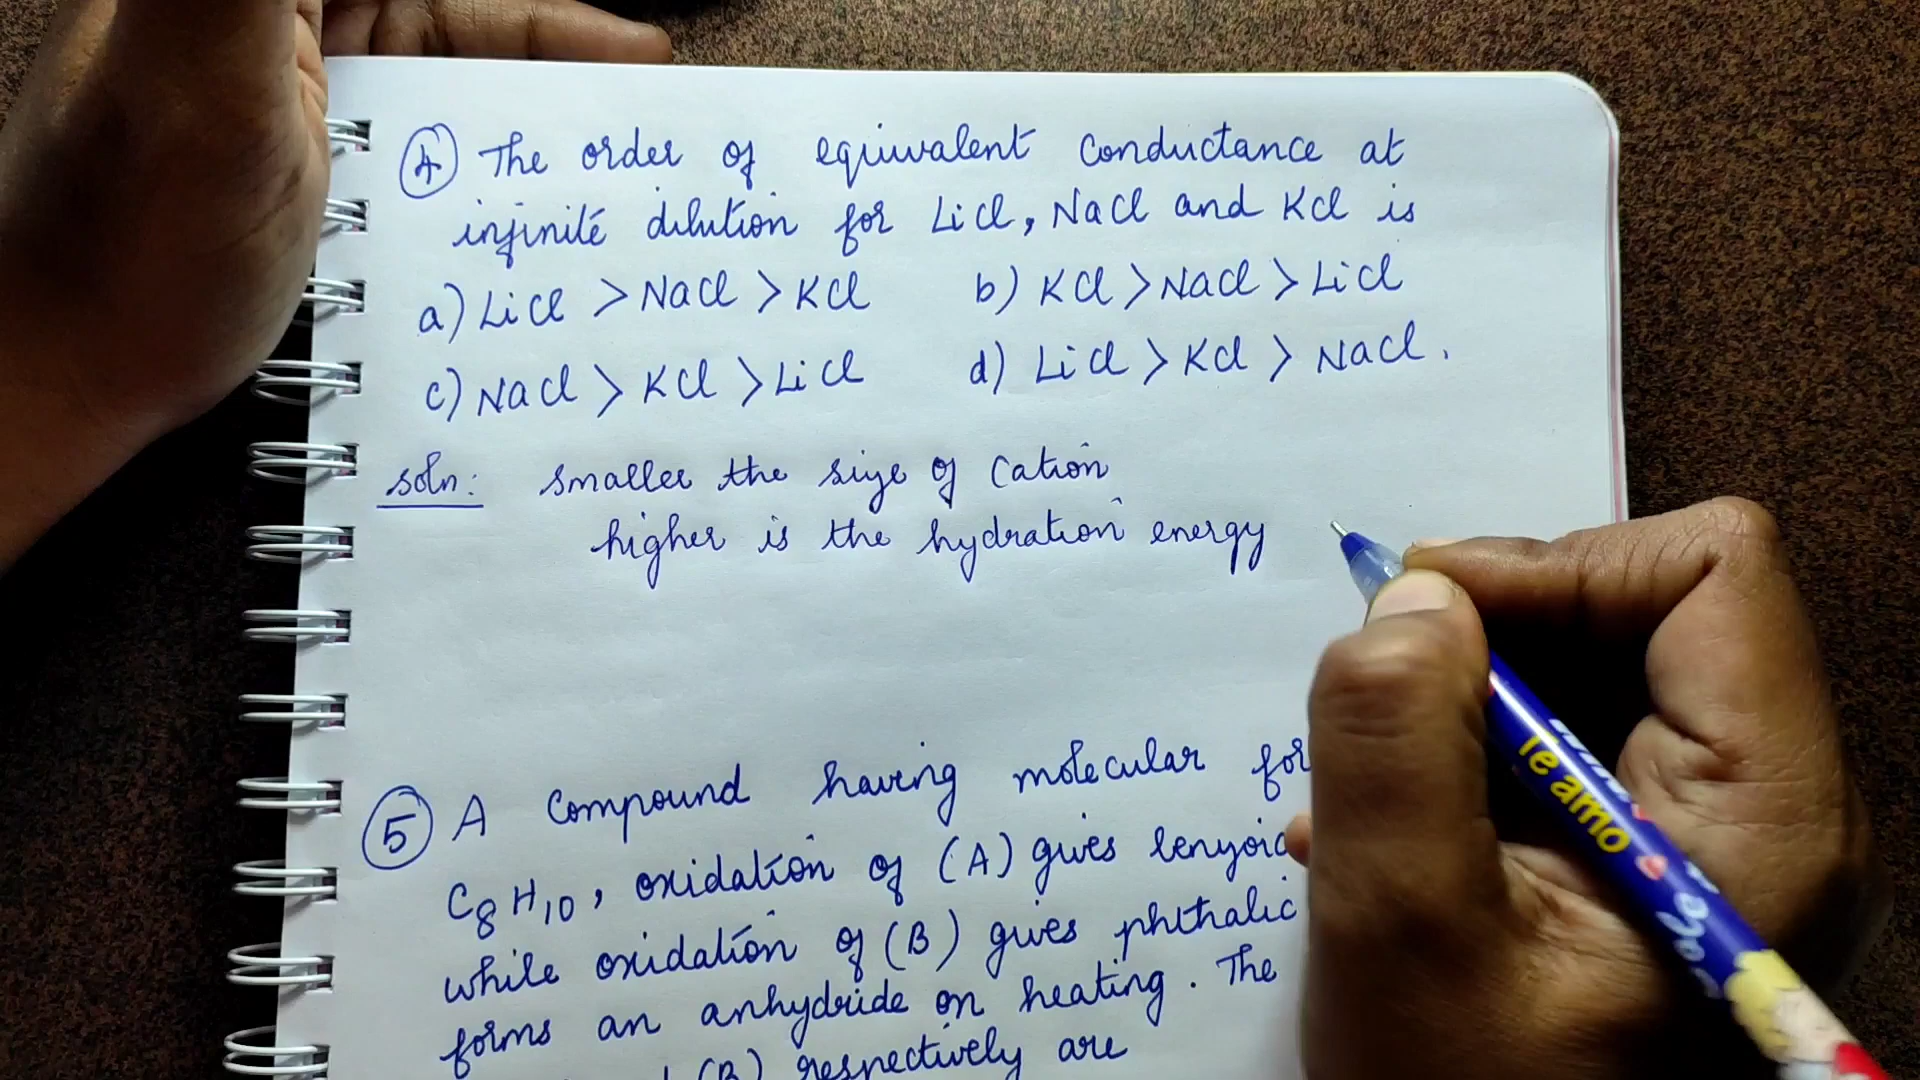 4 The order of equivalent conductance at
infinite dilution for LiCl, NaCl and KCl is
a) LiCl > NaCl > KCl b) KCl > NaCl > LiCl
c) NaCl > KCl > LiCl d) LiCl > KCl > NaCl.
soln: smaller the size of cation
higher is the hydration energy
5 A compound having molecular for
C8H10, oxidation of (A) gives benzoic
while oxidation of (B) gives phthalic
forms an anhydride on heating. The
(B) respectively are
Te amo